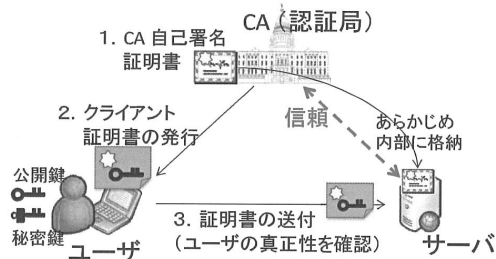 CA（認証局）
1. CA 自己署名
証明書
2. クライアント
証明書の発行
信頼
あらかじめ
内部に格納
公開鍵
秘密鍵
ユーザ
3. 証明書の送付
（ユーザの真正性を確認）
サーバ